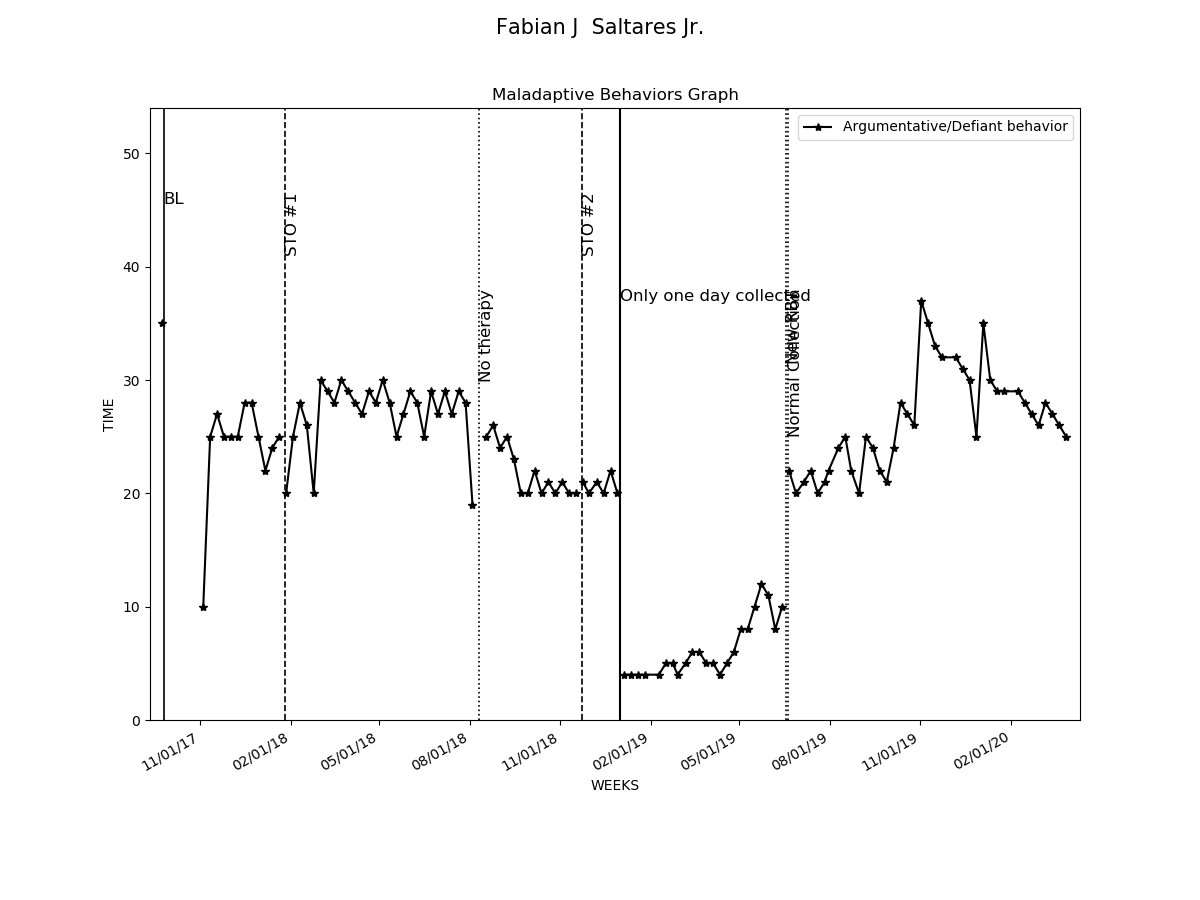 Fabian J  Saltares Jr.
Maladaptive Behaviors Graph
Argumentative/Defiant behavior
50
40
30
20
10
0
TIME
BL
STO #1
No therapy
STO #2
Only one day collected
Normal Collection
New RBT
11/01/17
02/01/18
05/01/18
08/01/18
11/01/18
02/01/19
05/01/19
08/01/19
11/01/19
02/01/20
WEEKS